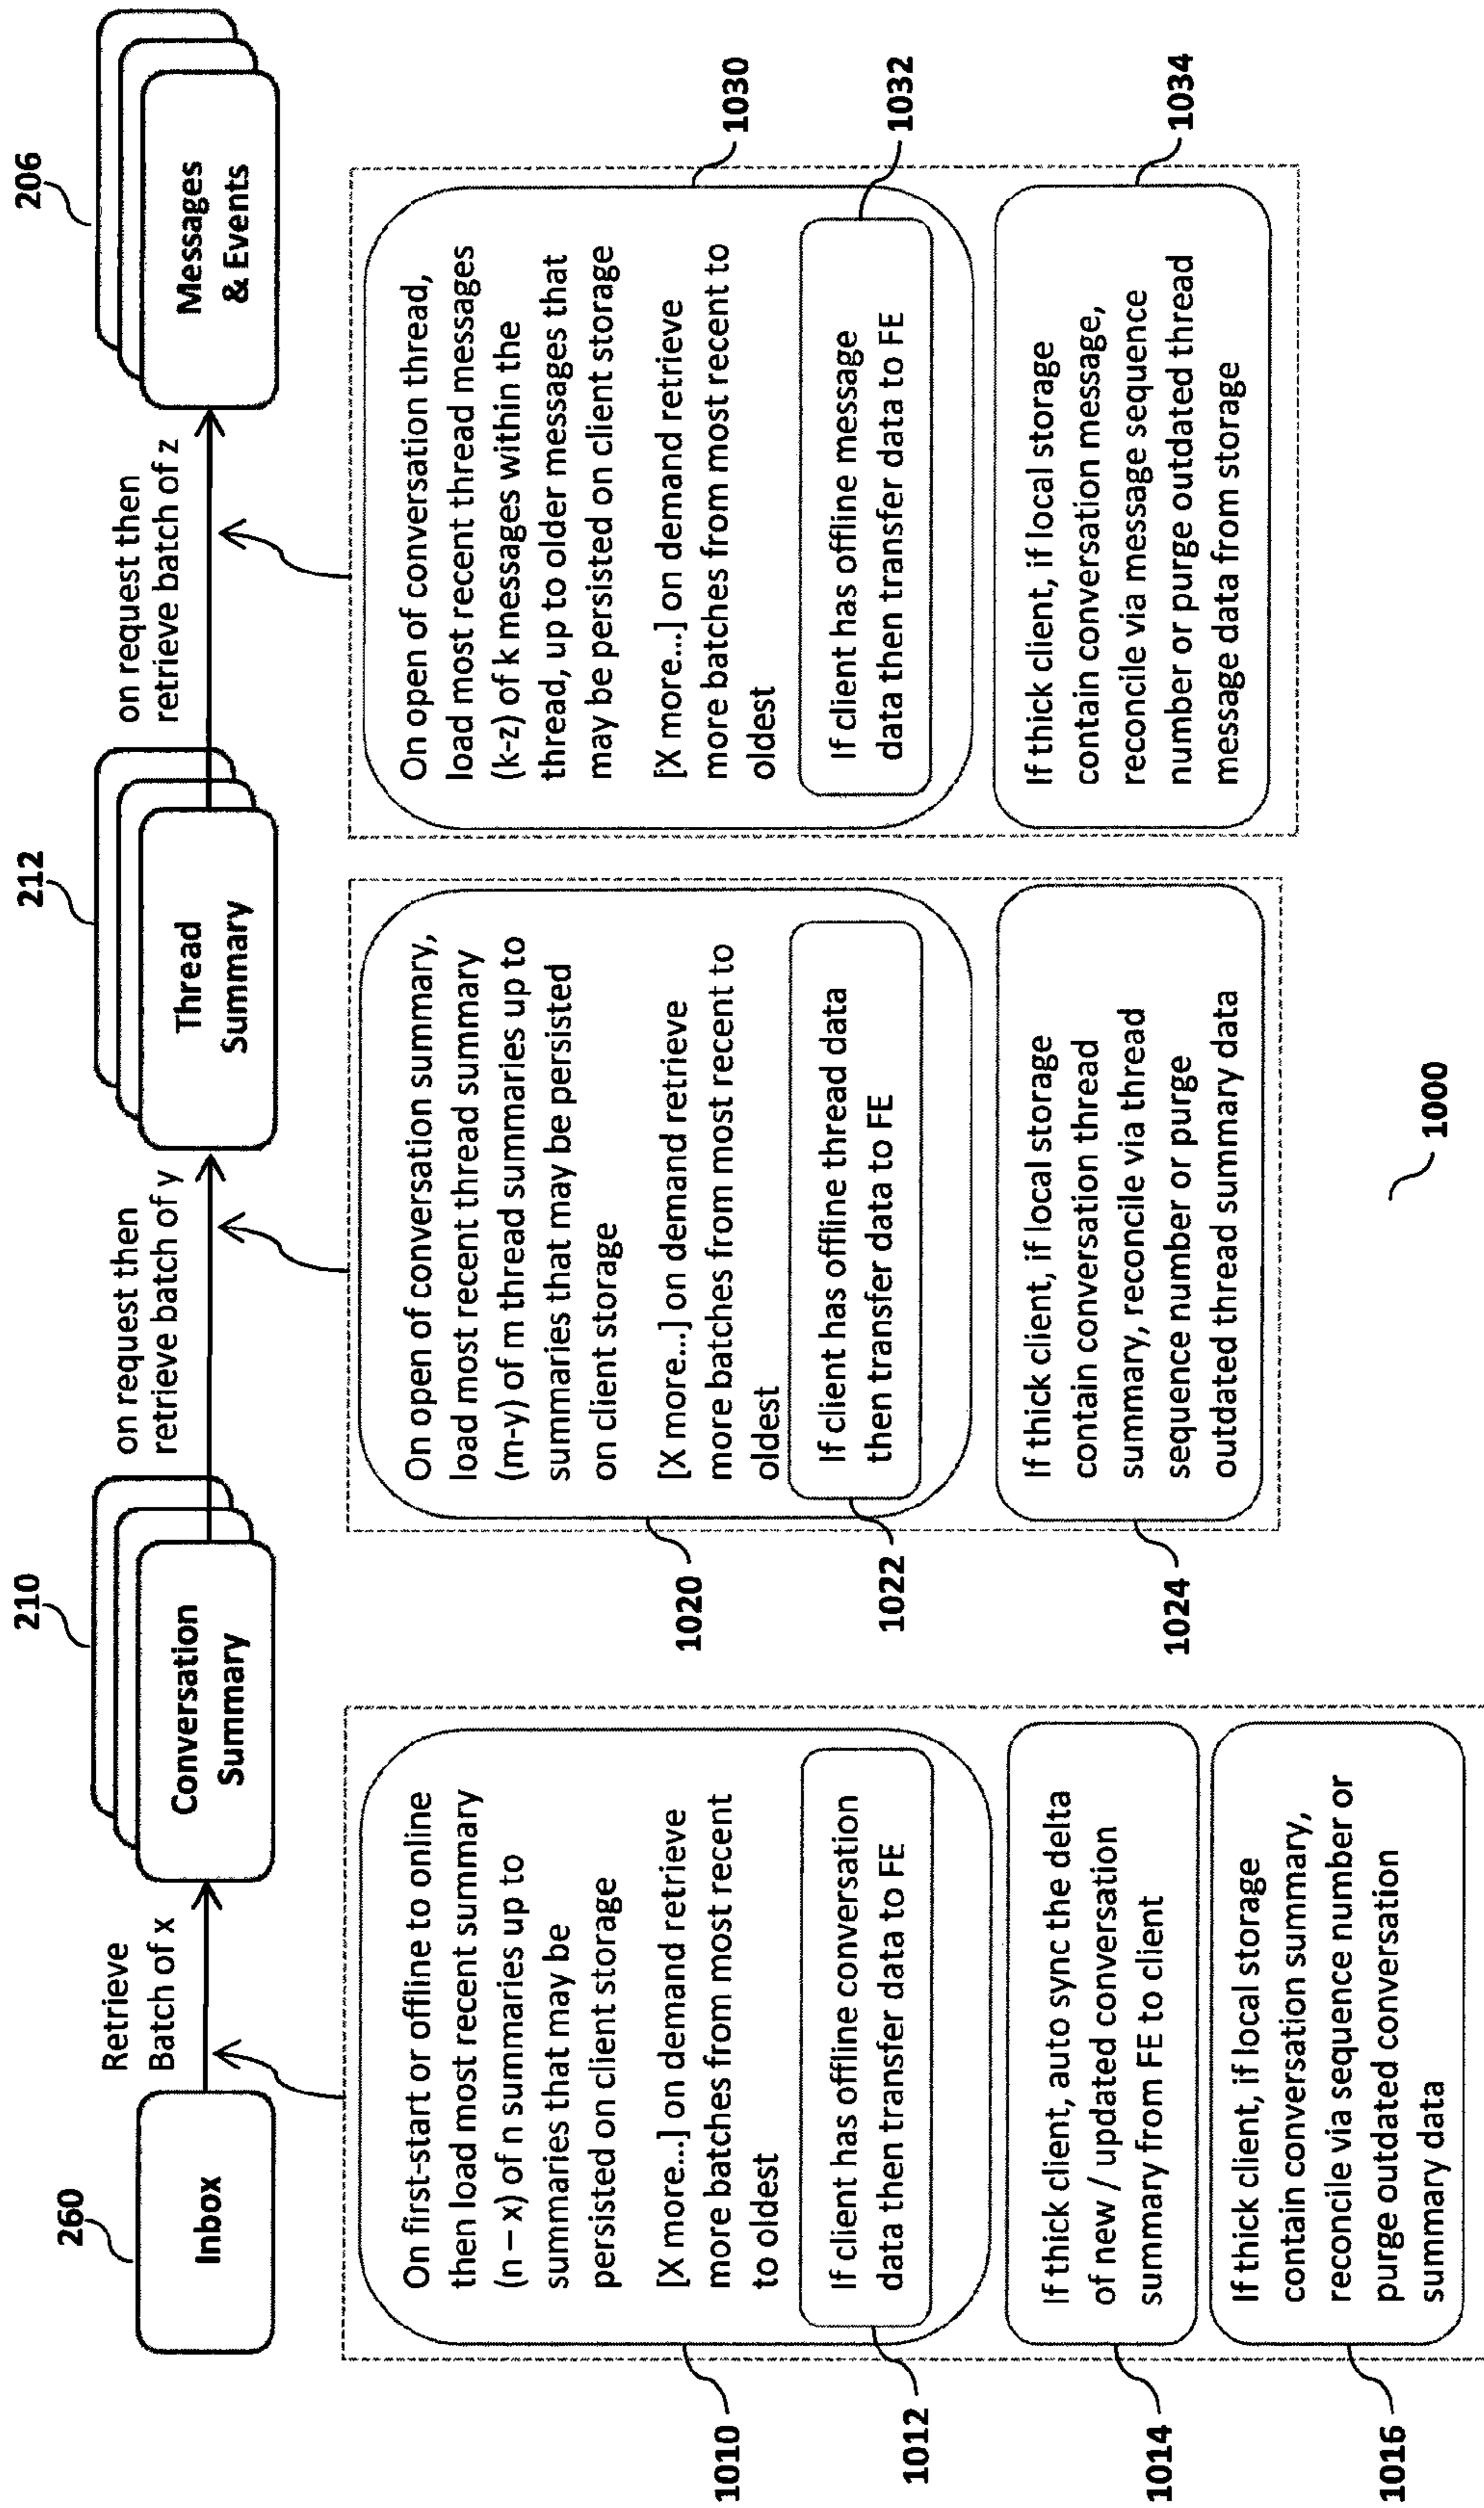 260
Inbox
Retrieve
Batch of x
210
Conversation
Summary
on request then
retrieve batch of y
212
Thread
Summary
on request then
retrieve batch of z
206
Messages
& Events
On first-start or offline to online
then load most recent summary
(n – x) of n summaries up to
summaries that may be
persisted on client storage
[X more...] on demand retrieve
more batches from most recent
to oldest
If client has offline conversation
data then transfer data to FE
If thick client, auto sync the delta
of new / updated conversation
summary from FE to client
If thick client, if local storage
contain conversation summary,
reconcile via sequence number or
purge outdated conversation
summary data
1010
1012
1014
1016
On open of conversation summary,
load most recent thread summary
(m-y) of m thread summaries up to
summaries that may be persisted
on client storage
[X more...] on demand retrieve
more batches from most recent to
oldest
If client has offline thread data
then transfer data to FE
If thick client, if local storage
contain conversation thread
summary, reconcile via thread
sequence number or purge
outdated thread summary data
1020
1022
1024
On open of conversation thread,
load most recent thread messages
(k-z) of k messages within the
thread, up to older messages that
may be persisted on client storage
[X more...] on demand retrieve
more batches from most recent to
oldest
If client has offline message
data then transfer data to FE
If thick client, if local storage
contain conversation message,
reconcile via message sequence
number or purge outdated thread
message data from storage
1030
1032
1034
1000